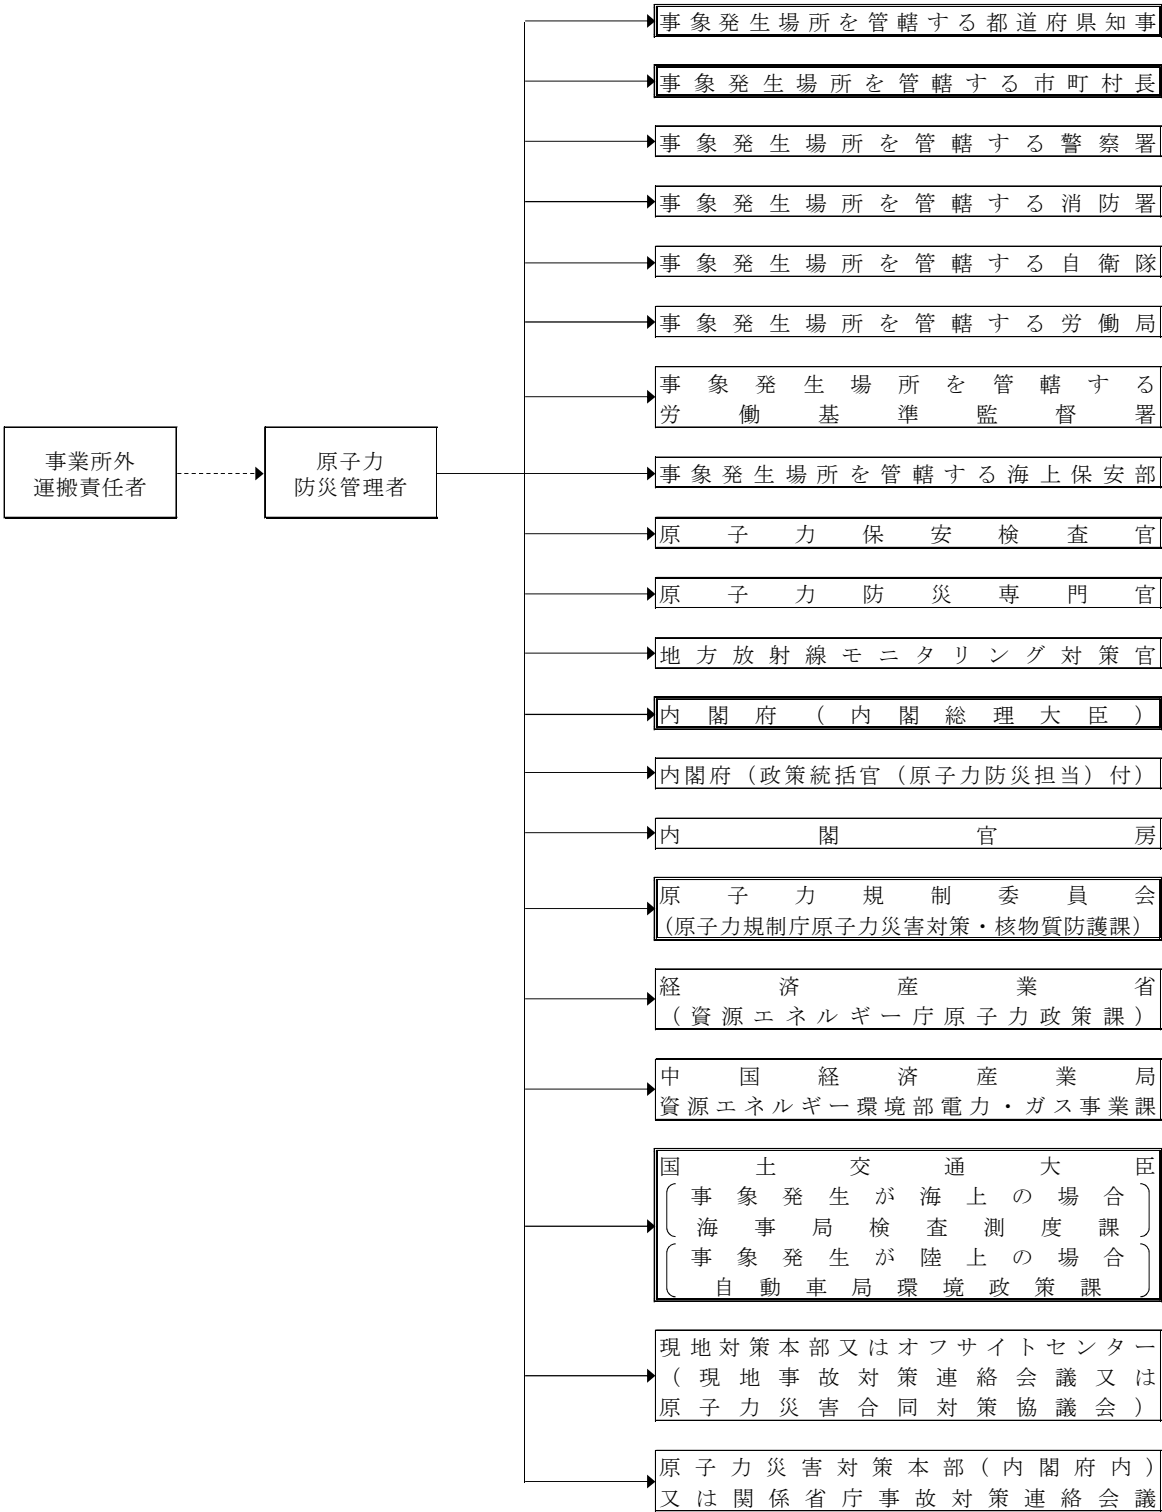 事象発生場所を管轄する都道府県知事
事象発生場所を管轄する市町村長
事象発生場所を管轄する警察署
事象発生場所を管轄する消防署
事象発生場所を管轄する自衛隊
事象発生場所を管轄する労働局
事象発生場所を管轄する
労働基準監督署
事業所外
運搬責任者
原子力
防災管理者
事象発生場所を管轄する海上保安部
原子力保安検査官
原子力防災専門官
地方放射線モニタリング対策官
内閣府(内閣総理大臣)
内閣府(政策統括官(原子力防災担当)付)
内閣官房
原子力規制委員会
(原子力規制庁原子力災害対策・核物質防護課)
経済産業省
(資源エネルギー庁原子力政策課)
中国経済産業局
資源エネルギー環境部電力・ガス事業課
国土交通大臣
事象発生が海上の場合
海事局検査測度課
事象発生が陸上の場合
自動車局環境政策課
現地対策本部又はオフサイトセンター
(現地事故対策連絡会議又は
原子力災害合同対策協議会)
原子力災害対策本部(内閣府内)
又は関係省庁事故対策連絡会議